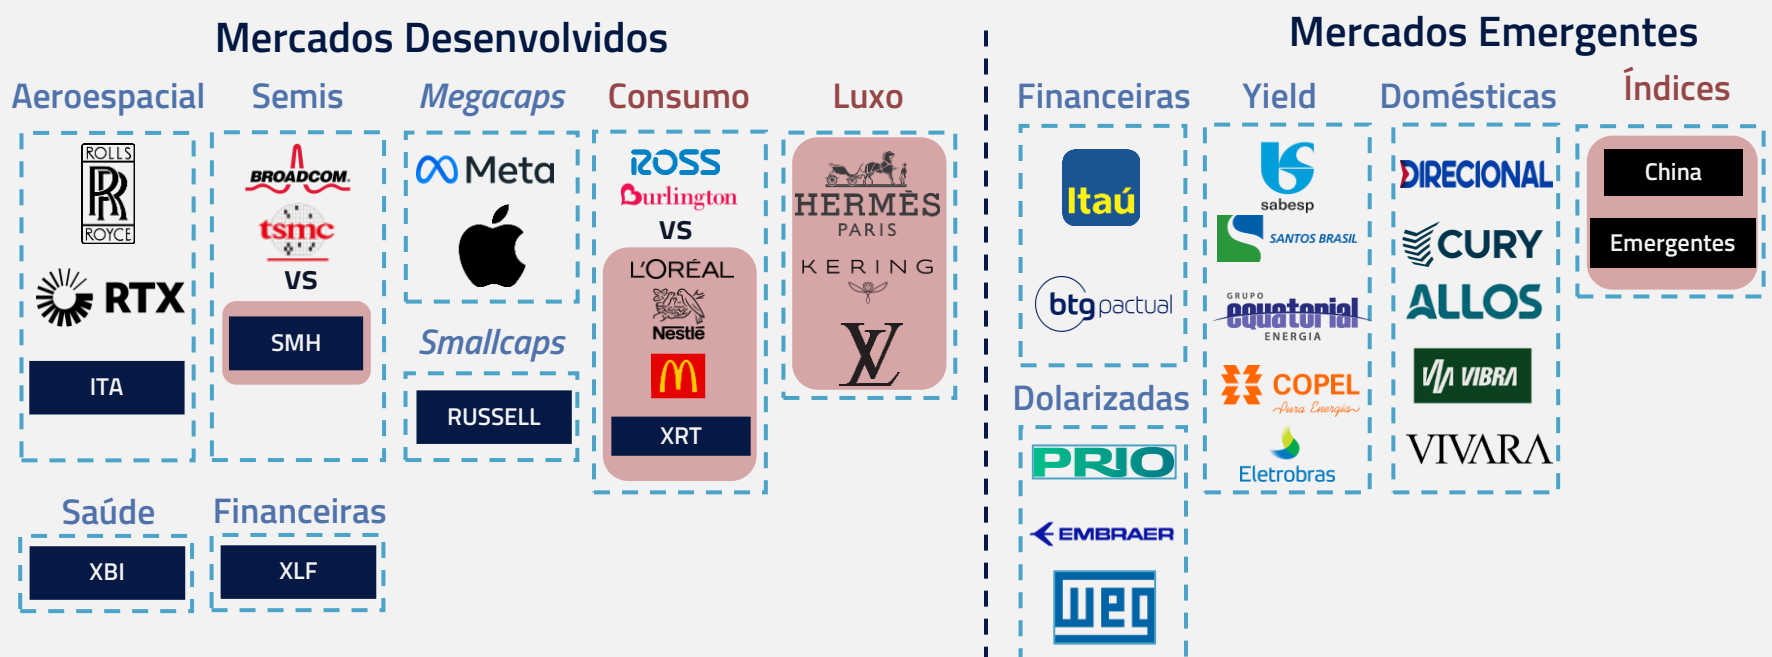 Mercados Desenvolvidos
Aeroespacial
ROLLS
RR
ROYCE
RTX
ITA
Semis
BROADCOM
tsmc
VS
SMH
Megacaps
Meta
Smallcaps
RUSSELL
Consumo
ROSS
Burlington
VS
L'ORÉAL
Nestlé
XRT
Luxo
HERMÈS
PARIS
KERING
LV
Saúde
XBI
Financeiras
XLF
Mercados Emergentes
Financeiras
Itaú
btg pactual
Dolarizadas
PRIO
EMBRAER
weg
Yield
sabesp
SANTOS BRASIL
GRUPO
equatorial
ENERGIA
COPEL
Pura Energia
Eletrobras
Domésticas
DIRECIONAL
CURY
ALLOS
VIBRA
VIVARA
Índices
China
Emergentes